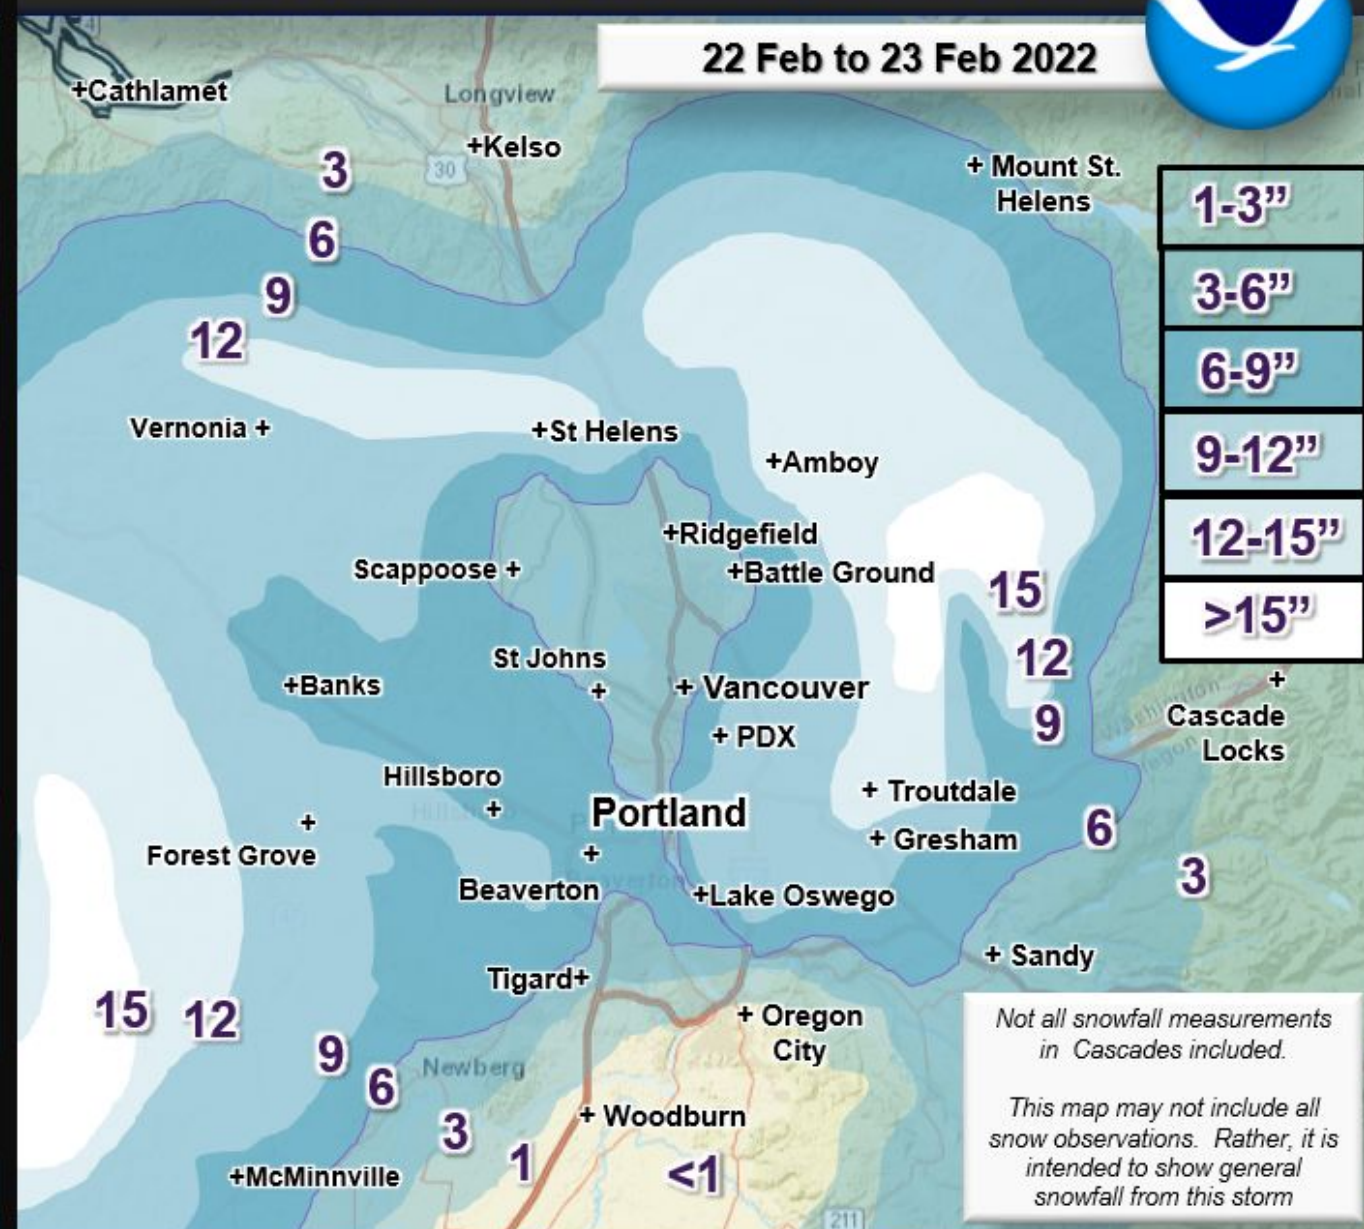 22 Feb to 23 Feb 2022
+Cathlamet
Longview
+Kelso
30
+ Mount St.
Helens
3
6
9
12
1-3”
3-6”
6-9”
9-12”
12-15”
>15”
Vernonia +
+St Helens
+Amboy
+Ridgefield
Scappoose +
+Battle Ground
15
12
9
St Johns
+
+ Vancouver
+Banks
+ PDX
Washington
+
Cascade
Locks
Hillsboro
+
+ Troutdale
Portland
+
+ Gresham
6
3
+
Forest Grove
Beaverton
+Lake Oswego
+ Sandy
Tigard+
15
12
9
6
3
1
<1
+ Oregon
City
Newberg
+ Woodburn
+McMinnville
211
Not all snowfall measurements
in Cascades included.
This map may not include all
snow observations. Rather, it is
intended to show general
snowfall from this storm